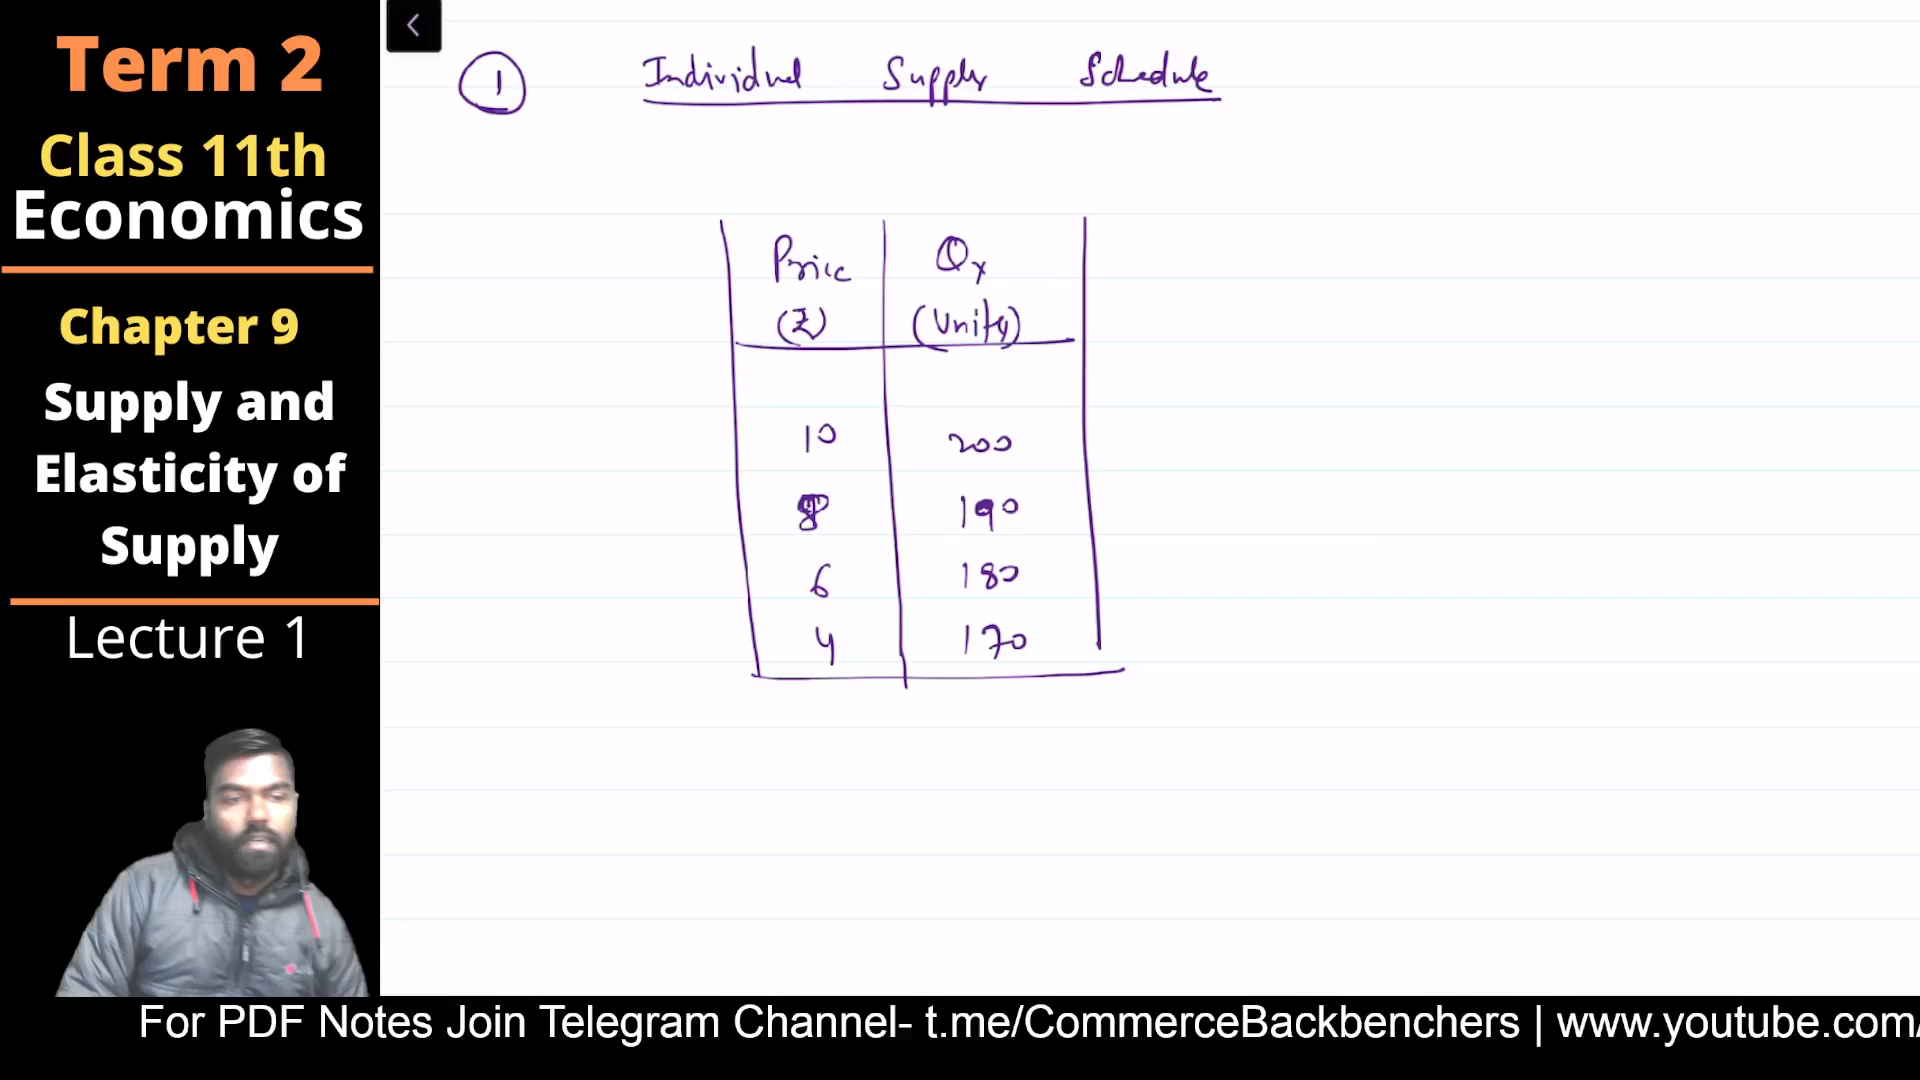 Term 2
Class 11th
Economics
Chapter 9
Supply and
Elasticity of
Supply
Lecture 1
1 Individual Supply Schedule
Price Qx
(₹) (Units)
10 200
8 190
6 180
4 170
For PDF Notes Join Telegram Channel- t.me/CommerceBackbenchers | www.youtube.com/